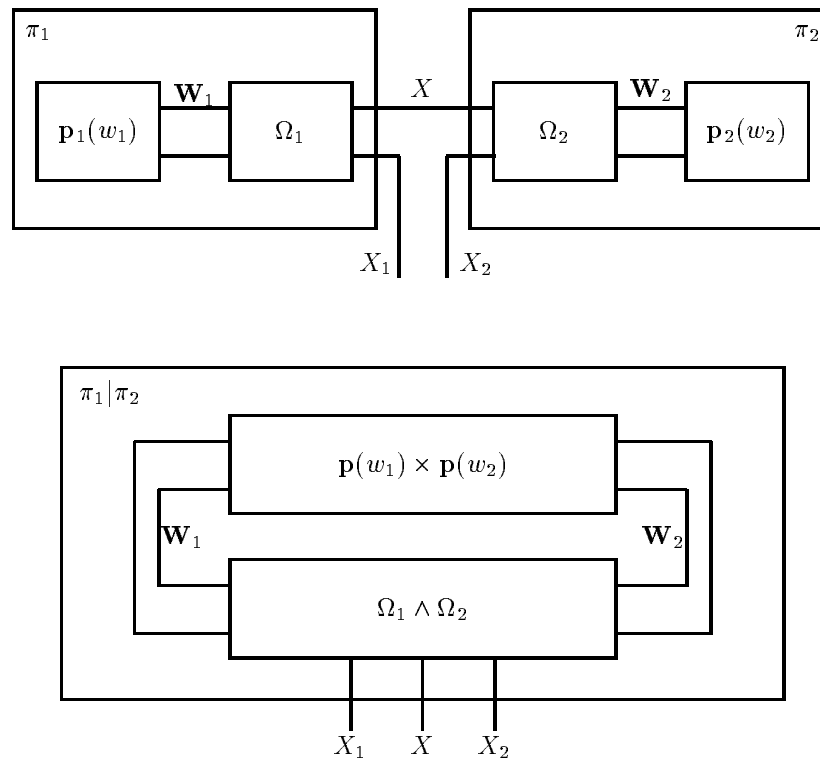 π₁ π₂
𝐖₁ X 𝐖₂
𝐩₁(w₁) Ω₁ Ω₂ 𝐩₂(w₂)
X₁ X₂
π₁|π₂
𝐩(w₁) × 𝐩(w₂)
𝐖₁ 𝐖₂
Ω₁ ∧ Ω₂
X₁ X X₂